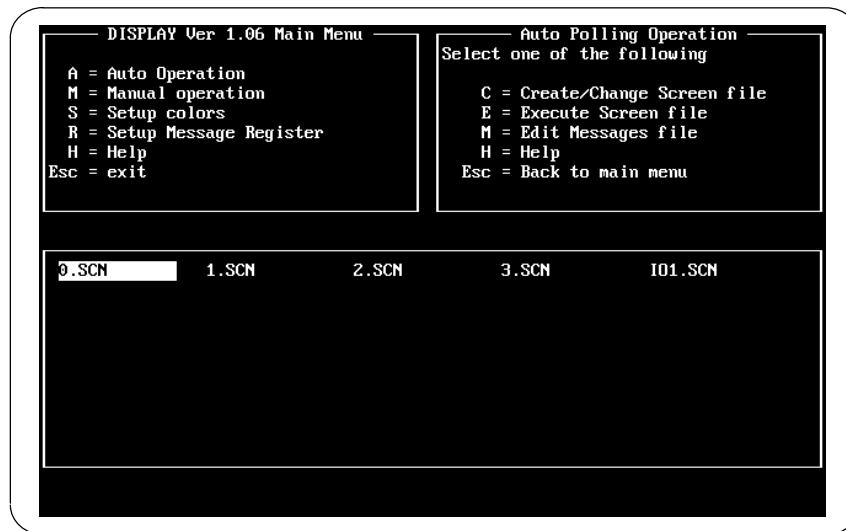 DISPLAY Ver 1.06 Main Menu
A = Auto Operation
M = Manual operation
S = Setup colors
R = Setup Message Register
H = Help
Esc = exit
Auto Polling Operation
Select one of the following
C = Create/Change Screen file
E = Execute Screen file
M = Edit Messages file
H = Help
Esc = Back to main menu
0.SCN 1.SCN 2.SCN 3.SCN IO1.SCN